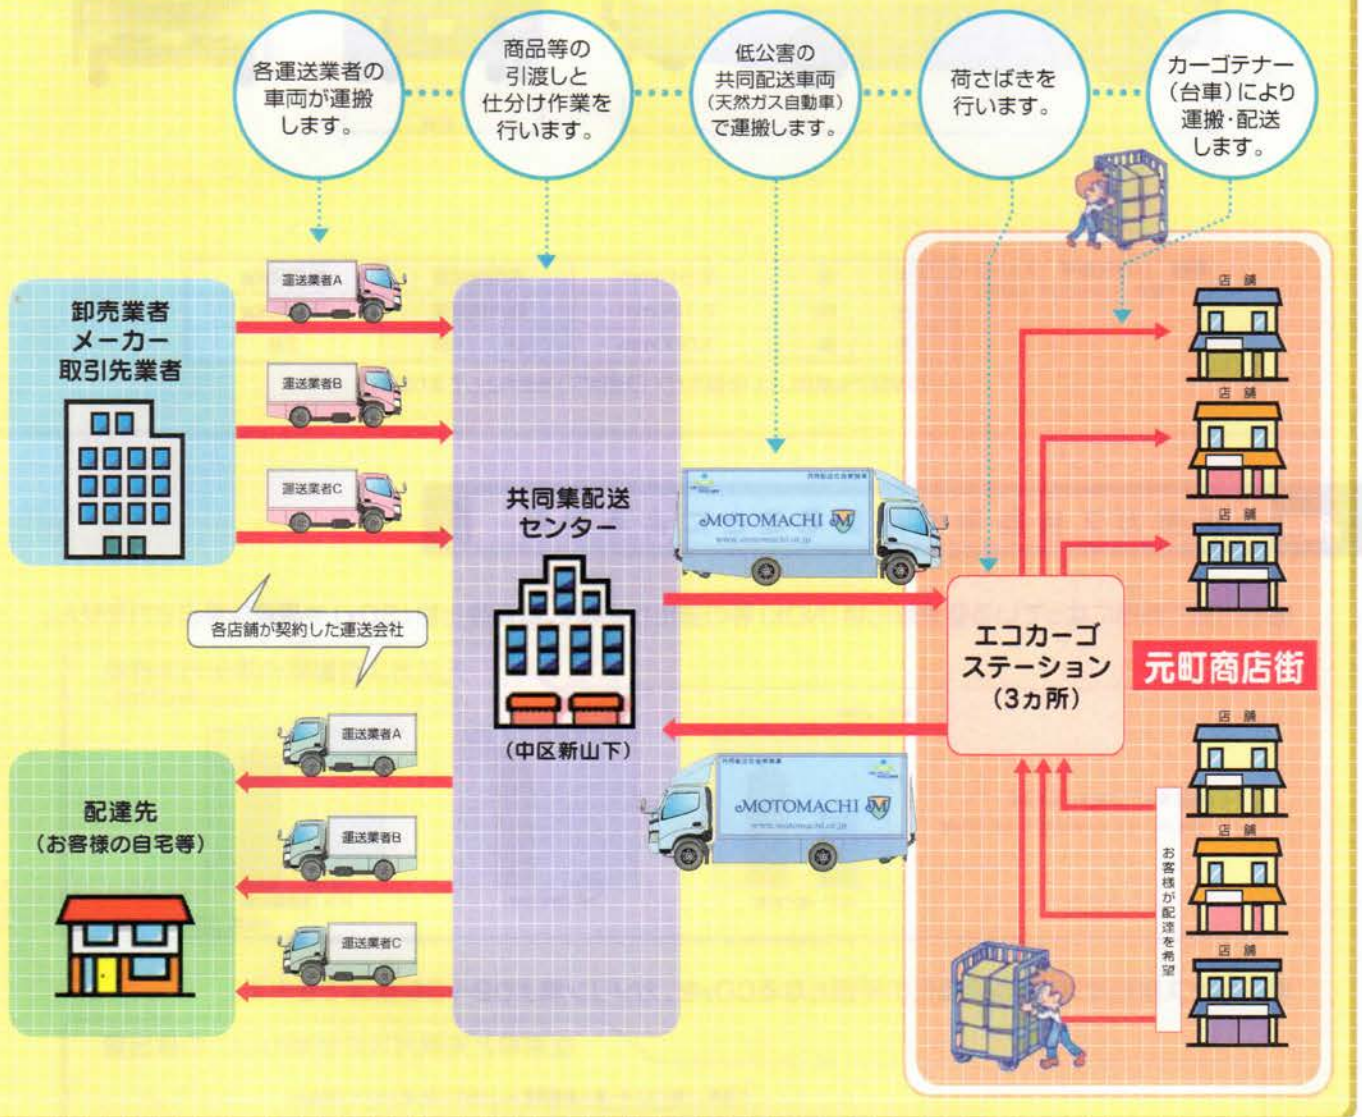 各運送業者の
車両が運搬
します。
商品等の
引渡しと
仕分け作業を
行います。
低公害の
共同配送車両
(天然ガス自動車)
で運搬します。
荷さばきを
行います。
カーゴテナー
(台車)により
運搬・配送
します。
卸売業者
メーカー
取引先業者
運送業者A
運送業者B
運送業者C
各店舗が契約した運送会社
共同集配送
センター
(中区新山下)
MOTOMACHI M
www.motomachi.or.jp
エコカーゴ
ステーション
(3ヵ所)
店舗
店舗
店舗
元町商店街
配達先
(お客様の自宅等)
運送業者A
運送業者B
運送業者C
MOTOMACHI M
www.motomachi.or.jp
店舗
店舗
店舗
お客様が配達を希望